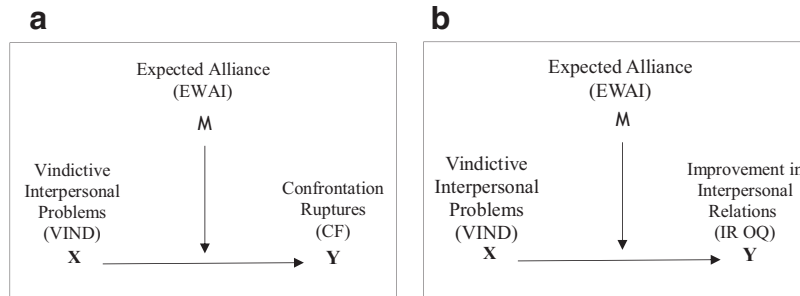 a
Expected Alliance
(EWAI)
M
Vindictive
Interpersonal
Problems
(VIND)
X
Confrontation
Ruptures
(CF)
Y
b
Expected Alliance
(EWAI)
M
Vindictive
Interpersonal
Problems
(VIND)
X
Improvement in
Interpersonal
Relations
(IR OQ)
Y